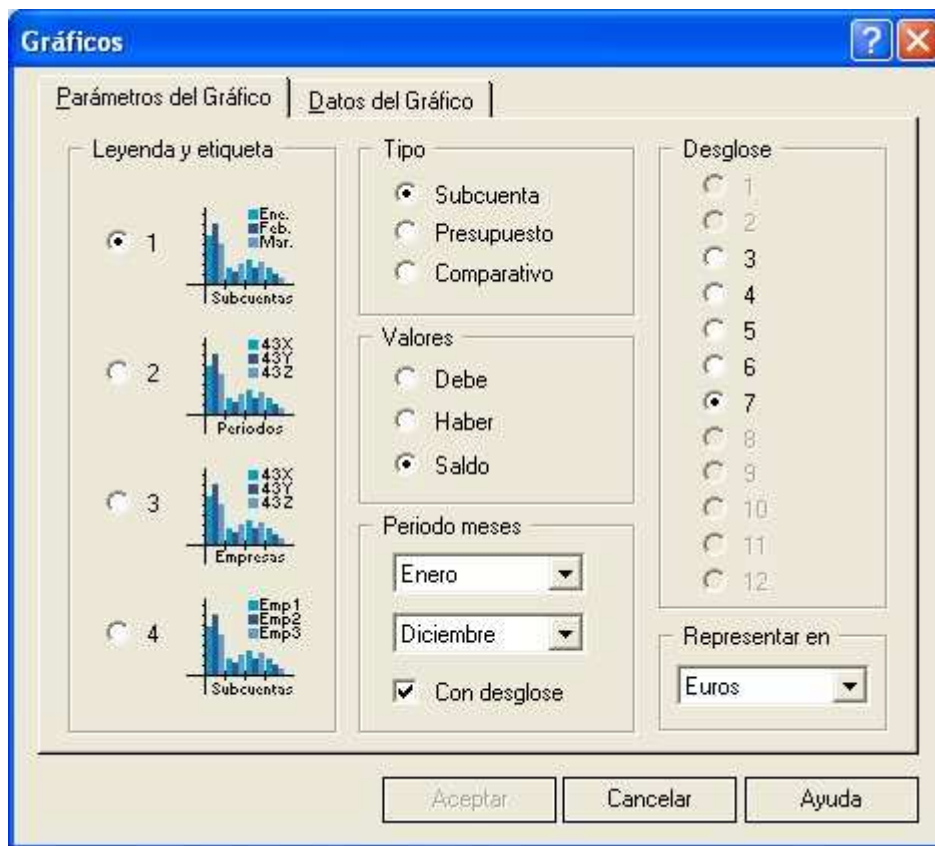 Gráficos
Parámetros del Gráfico
Datos del Gráfico
Leyenda y etiqueta
1
Ene.
Feb.
Mar.
Subcuentas
2
43X
43Y
43Z
Periodos
3
43X
43Y
43Z
Empresas
4
Emp1
Emp2
Emp3
Subcuentas
Tipo
Subcuenta
Presupuesto
Comparativo
Valores
Debe
Haber
Saldo
Periodo meses
Enero
Diciembre
Con desglose
Desglose
1
2
3
4
5
6
7
8
9
10
11
12
Representar en
Euros
Aceptar
Cancelar
Ayuda